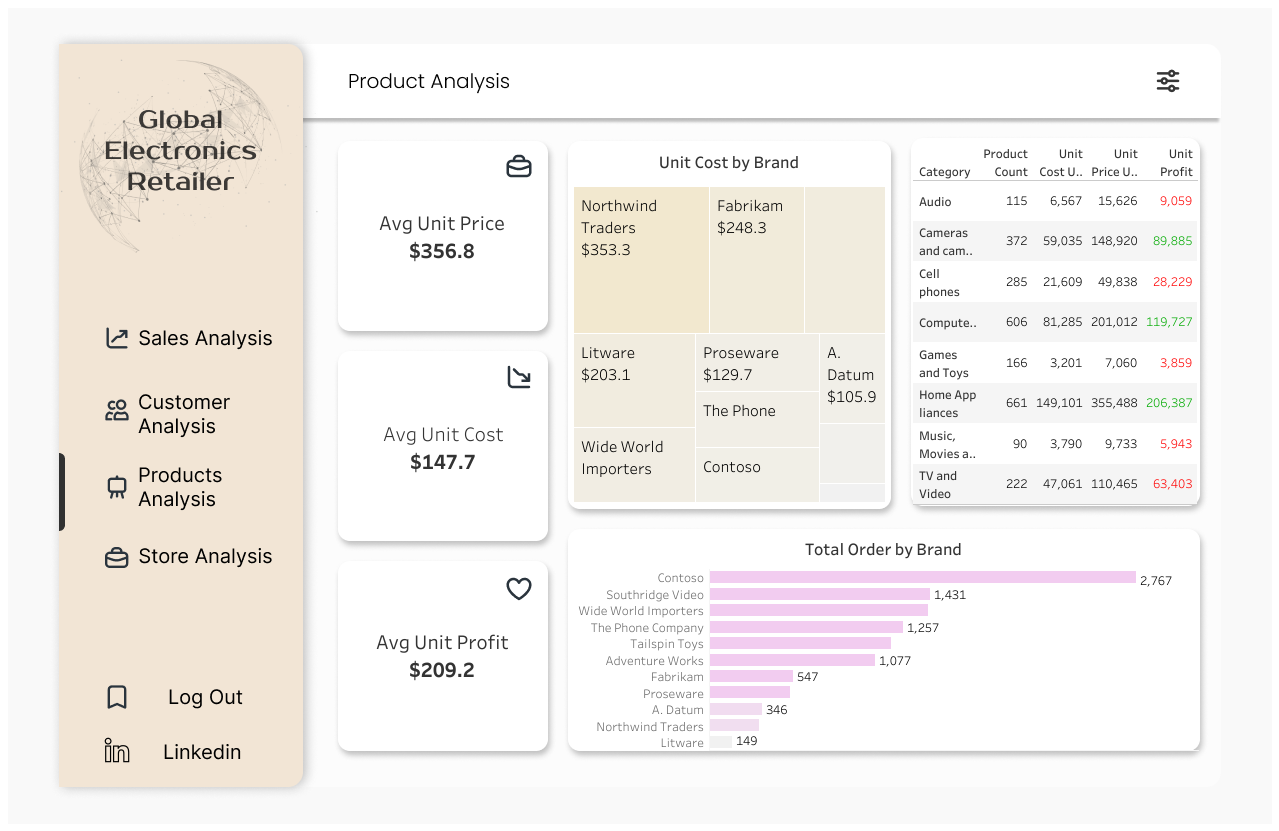 Global
Electronics
Retailer
Sales Analysis
Customer
Analysis
Products
Analysis
Store Analysis
Log Out
Linkedin
Product Analysis
Avg Unit Price
$356.8
Avg Unit Cost
$147.7
Avg Unit Profit
$209.2
Unit Cost by Brand
Northwind
Traders
$353.3
Fabrikam
$248.3
Litware
$203.1
Wide World
Importers
Proseware
$129.7
The Phone
Contoso
A.
Datum
$105.9
Product Unit Unit Unit
Category Count Cost U.. Price U.. Profit
Audio 115 6,567 15,626 9,059
Cameras
and cam.. 372 59,035 148,920 89,885
Cell
phones 285 21,609 49,838 28,229
Compute.. 606 81,285 201,012 119,727
Games
and Toys 166 3,201 7,060 3,859
Home App
liances 661 149,101 355,488 206,387
Music,
Movies a.. 90 3,790 9,733 5,943
TV and
Video 222 47,061 110,465 63,403
Total Order by Brand
Contoso 2,767
Southridge Video 1,431
Wide World Importers
The Phone Company 1,257
Tailspin Toys
Adventure Works 1,077
Fabrikam 547
Proseware
A. Datum 346
Northwind Traders
Litware 149